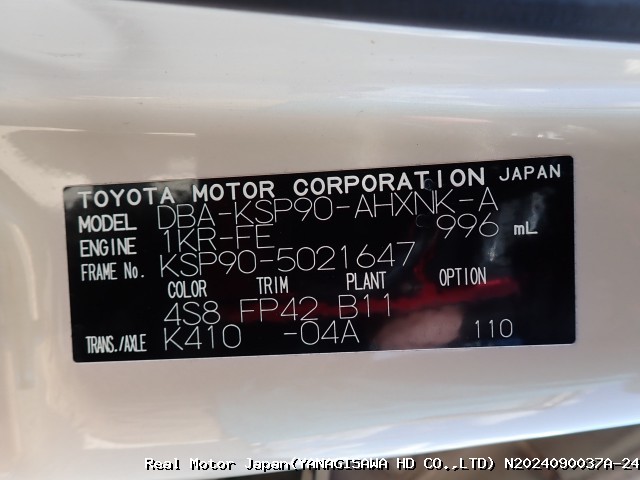 TOYOTA MOTOR CORPORATION JAPAN
MODEL DBA-KSP90-AHXNK-A
ENGINE 1KR-FE 996 mL
FRAME No. KSP90-5021647
COLOR TRIM PLANT OPTION
4S8 FP42 B11
TRANS./AXLE K410 -04A 110
Real Motor Japan(YANAGISAWA HD CO.,LTD) N2024090037A-24